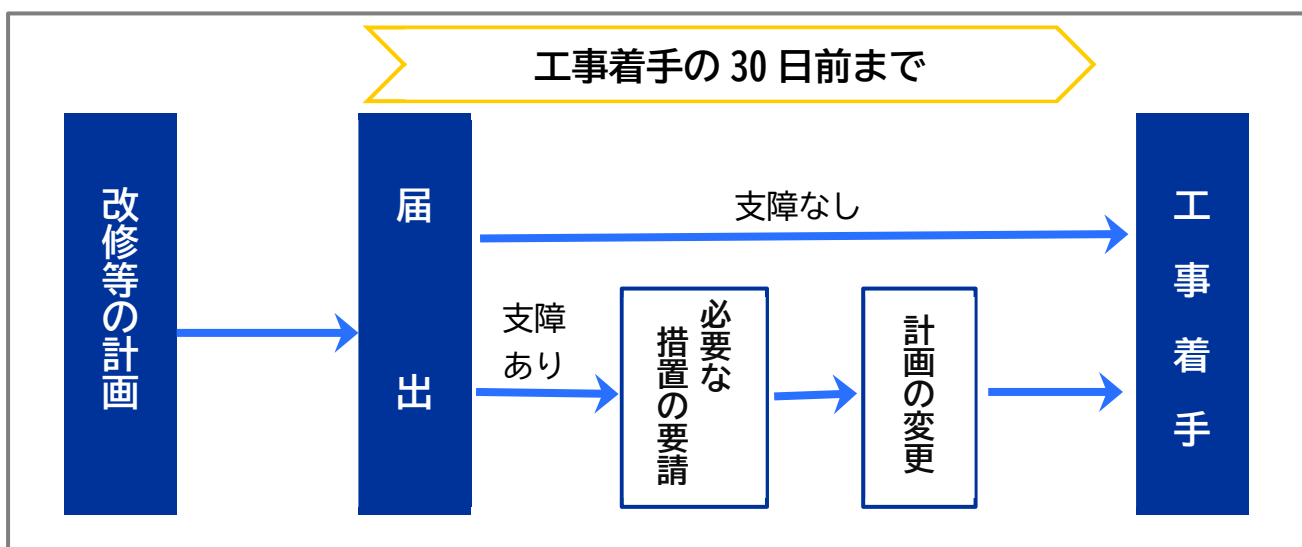 工事着手の 30 日前まで
改修等の計画
届出
支障なし
支障
あり
必要な
措置の要請
計画の変更
工事着手